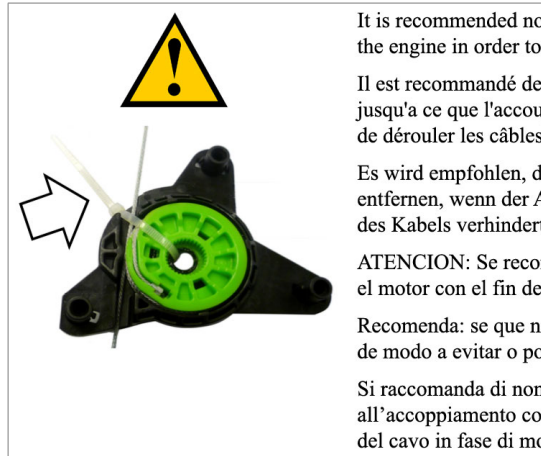 It is recommended no
the engine in order to
Il est recommandé de
jusqu'a ce que l'accou
de dérouler les câbles
Es wird empfohlen, d
entfernen, wenn der A
des Kabels verhindert
ATENCION: Se reco
el motor con el fin de
Recomenda: se que n
de modo a evitar o po
Si raccomanda di non
all’accoppiamento co
del cavo in fase di mo